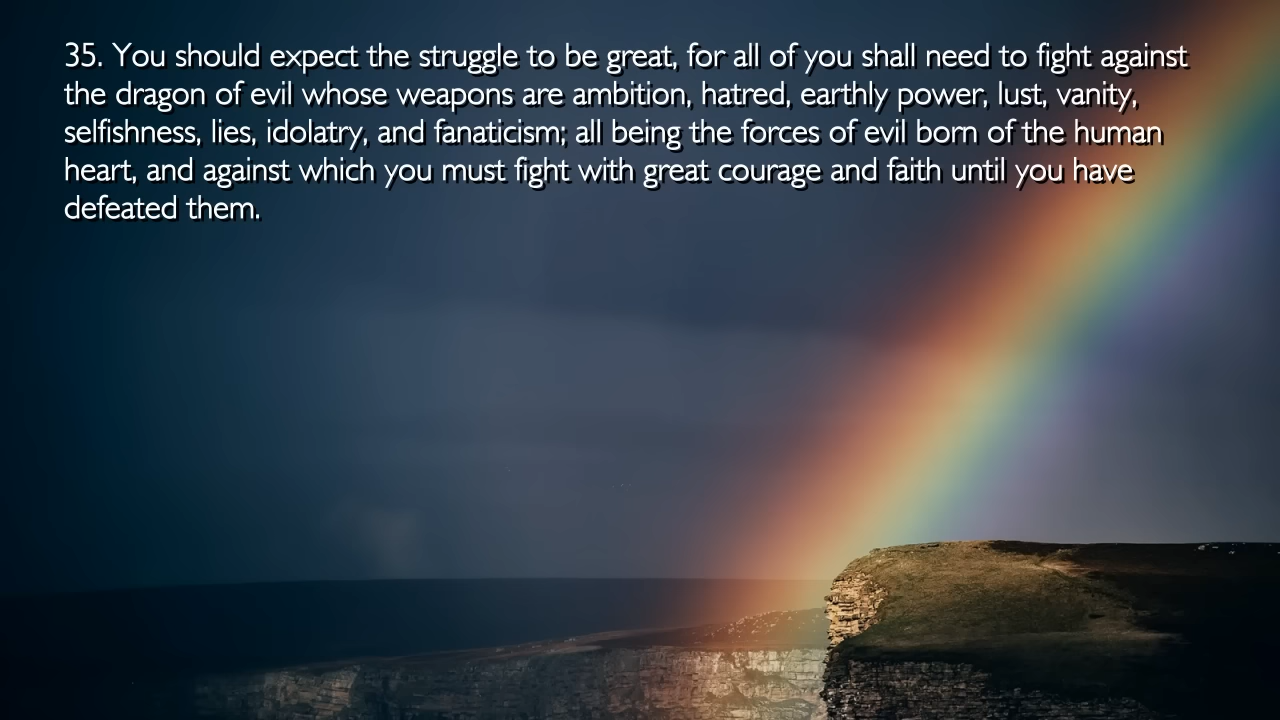 35. You should expect the struggle to be great, for all of you shall need to fight against
the dragon of evil whose weapons are ambition, hatred, earthly power, lust, vanity,
selfishness, lies, idolatry, and fanaticism; all being the forces of evil born of the human
heart, and against which you must fight with great courage and faith until you have
defeated them.